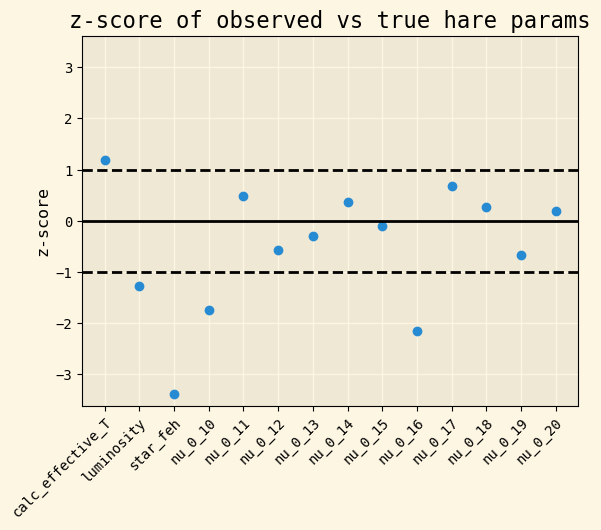 z-score of observed vs true hare params
z-score
3
2
1
0
−1
−2
−3
calc_effective_T
luminosity
star_feh
nu_0_10
nu_0_11
nu_0_12
nu_0_13
nu_0_14
nu_0_15
nu_0_16
nu_0_17
nu_0_18
nu_0_19
nu_0_20